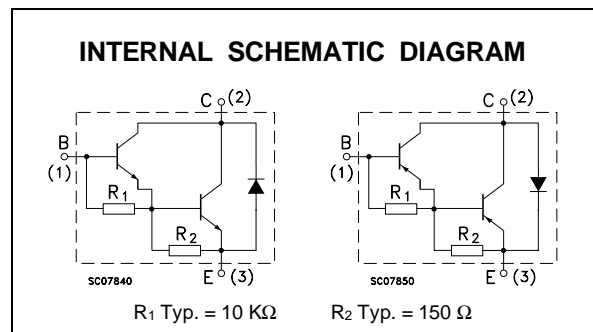 INTERNAL SCHEMATIC DIAGRAM
C (2)
B
(1)
R1
R2
E (3)
SC07840
C (2)
B
(1)
R1
R2
E (3)
SC07850
R1 Typ. = 10 KΩ R2 Typ. = 150 Ω